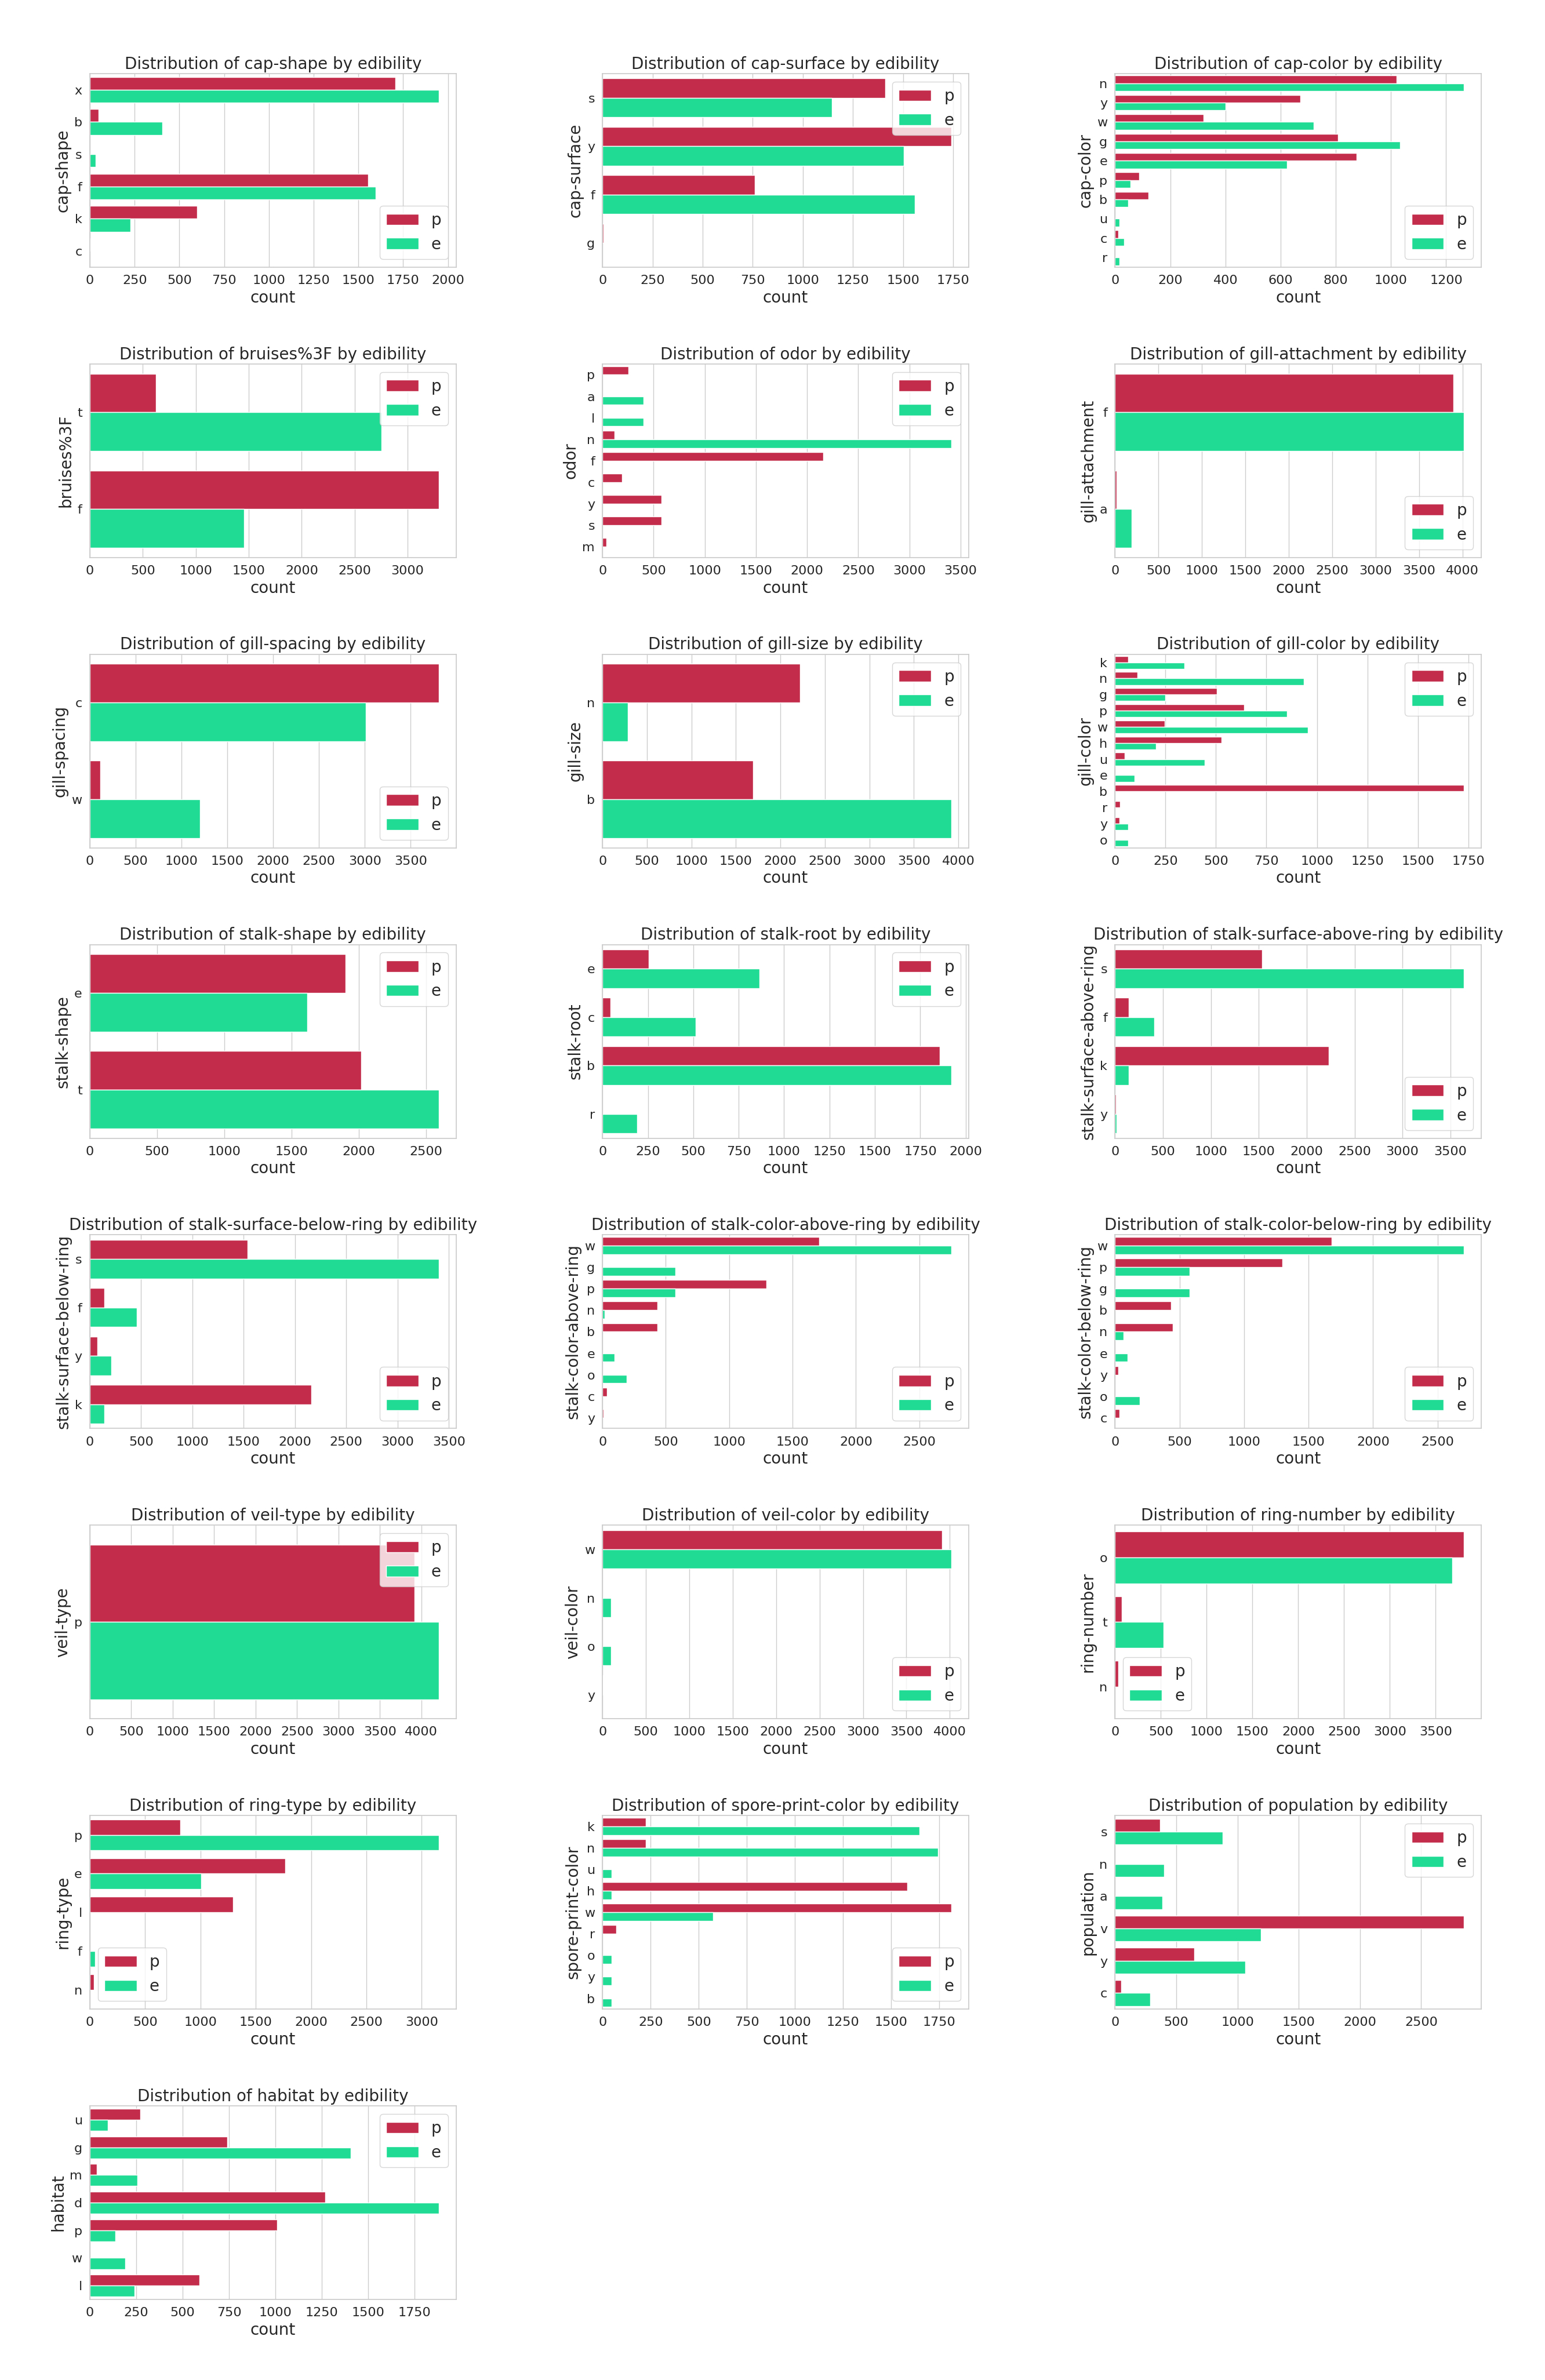 Distribution of cap-shape by edibility
cap-shape
x
b
s
f
k
c
p
e
0 250 500 750 1000 1250 1500 1750 2000
count
Distribution of cap-surface by edibility
cap-surface
s
y
f
g
p
e
0 250 500 750 1000 1250 1500 1750
count
Distribution of cap-color by edibility
cap-color
n
y
w
g
e
p
b
u
c
r
p
e
0 200 400 600 800 1000 1200
count
Distribution of bruises%3F by edibility
bruises%3F
t
f
p
e
0 500 1000 1500 2000 2500 3000
count
Distribution of odor by edibility
odor
p
a
l
n
f
c
y
s
m
p
e
0 500 1000 1500 2000 2500 3000 3500
count
Distribution of gill-attachment by edibility
gill-attachment
f
a
p
e
0 500 1000 1500 2000 2500 3000 3500 4000
count
Distribution of gill-spacing by edibility
gill-spacing
c
w
p
e
0 500 1000 1500 2000 2500 3000 3500
count
Distribution of gill-size by edibility
gill-size
n
b
p
e
0 500 1000 1500 2000 2500 3000 3500 4000
count
Distribution of gill-color by edibility
gill-color
k
n
g
p
w
h
u
e
b
r
y
o
p
e
0 250 500 750 1000 1250 1500 1750
count
Distribution of stalk-shape by edibility
stalk-shape
e
t
p
e
0 500 1000 1500 2000 2500
count
Distribution of stalk-root by edibility
stalk-root
e
c
b
r
p
e
0 250 500 750 1000 1250 1500 1750 2000
count
Distribution of stalk-surface-above-ring by edibility
stalk-surface-above-ring
s
f
k
y
p
e
0 500 1000 1500 2000 2500 3000 3500
count
Distribution of stalk-surface-below-ring by edibility
stalk-surface-below-ring
s
f
y
k
p
e
0 500 1000 1500 2000 2500 3000 3500
count
Distribution of stalk-color-above-ring by edibility
stalk-color-above-ring
w
g
p
n
b
e
o
c
y
p
e
0 500 1000 1500 2000 2500
count
Distribution of stalk-color-below-ring by edibility
stalk-color-below-ring
w
p
g
b
n
e
y
o
c
p
e
0 500 1000 1500 2000 2500
count
Distribution of veil-type by edibility
veil-type
p
p
e
0 500 1000 1500 2000 2500 3000 3500 4000
count
Distribution of veil-color by edibility
veil-color
w
n
o
y
p
e
0 500 1000 1500 2000 2500 3000 3500 4000
count
Distribution of ring-number by edibility
ring-number
o
t
n
p
e
0 500 1000 1500 2000 2500 3000 3500
count
Distribution of ring-type by edibility
ring-type
p
e
l
f
n
p
e
0 500 1000 1500 2000 2500 3000
count
Distribution of spore-print-color by edibility
spore-print-color
k
n
u
h
w
r
o
y
b
p
e
0 250 500 750 1000 1250 1500 1750
count
Distribution of population by edibility
population
s
n
a
v
y
c
p
e
0 500 1000 1500 2000 2500
count
Distribution of habitat by edibility
habitat
u
g
m
d
p
w
l
p
e
0 250 500 750 1000 1250 1500 1750
count